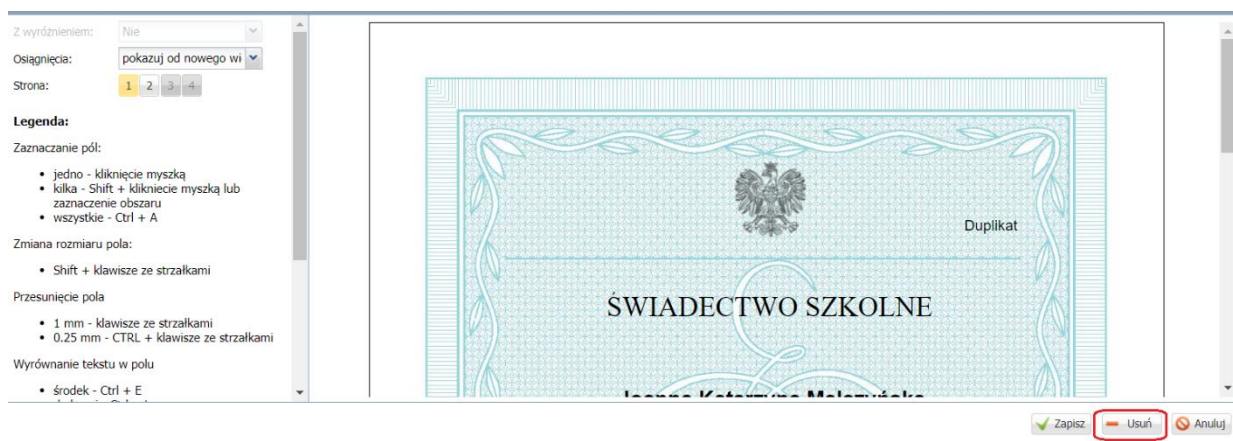 Z wyróżnieniem: Nie
Osiągnięcia: pokazuj od nowego wi
Strona: 1 2 3 4
Legenda:
Zaznaczanie pól:
• jedno - kliknięcie myszką
• kilka - Shift + klikniecie myszką lub
zaznaczenie obszaru
• wszystkie - Ctrl + A
Zmiana rozmiaru pola:
• Shift + klawisze ze strzałkami
Przesunięcie pola
• 1 mm - klawisze ze strzałkami
• 0.25 mm - CTRL + klawisze ze strzałkami
Wyrównanie tekstu w polu
• środek - Ctrl + E
Duplikat
ŚWIADECTWO SZKOLNE
Zapisz
Usuń
Anuluj